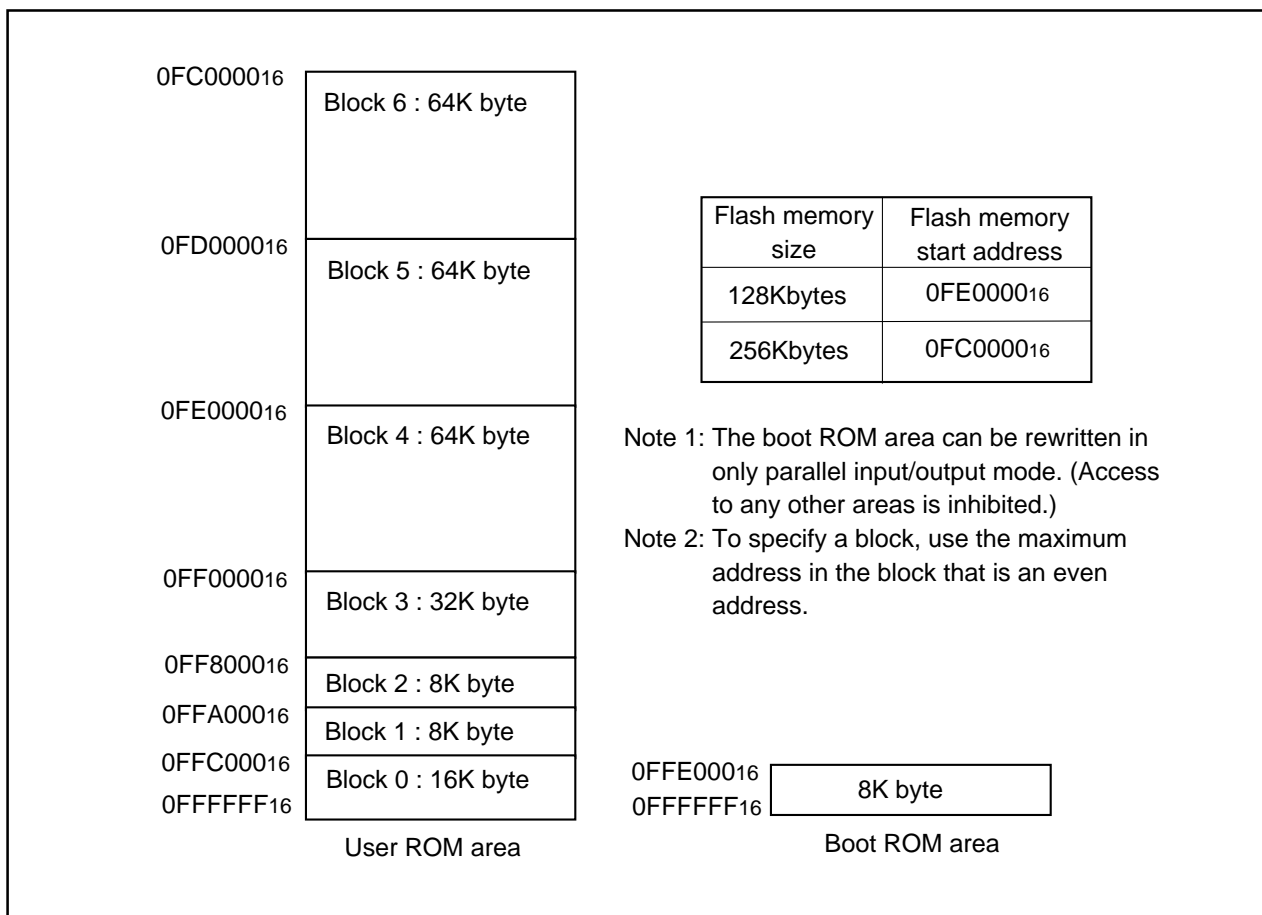 0FC000016
Block 6 : 64K byte
0FD000016
Block 5 : 64K byte
0FE000016
Block 4 : 64K byte
0FF000016
Block 3 : 32K byte
0FF800016
Block 2 : 8K byte
0FFA00016
Block 1 : 8K byte
0FFC00016
Block 0 : 16K byte
0FFFFFF16
User ROM area
Flash memory size
Flash memory start address
128Kbytes
0FE000016
256Kbytes
0FC000016
Note 1: The boot ROM area can be rewritten in
only parallel input/output mode. (Access
to any other areas is inhibited.)
Note 2: To specify a block, use the maximum
address in the block that is an even
address.
0FFE00016
8K byte
0FFFFFF16
Boot ROM area